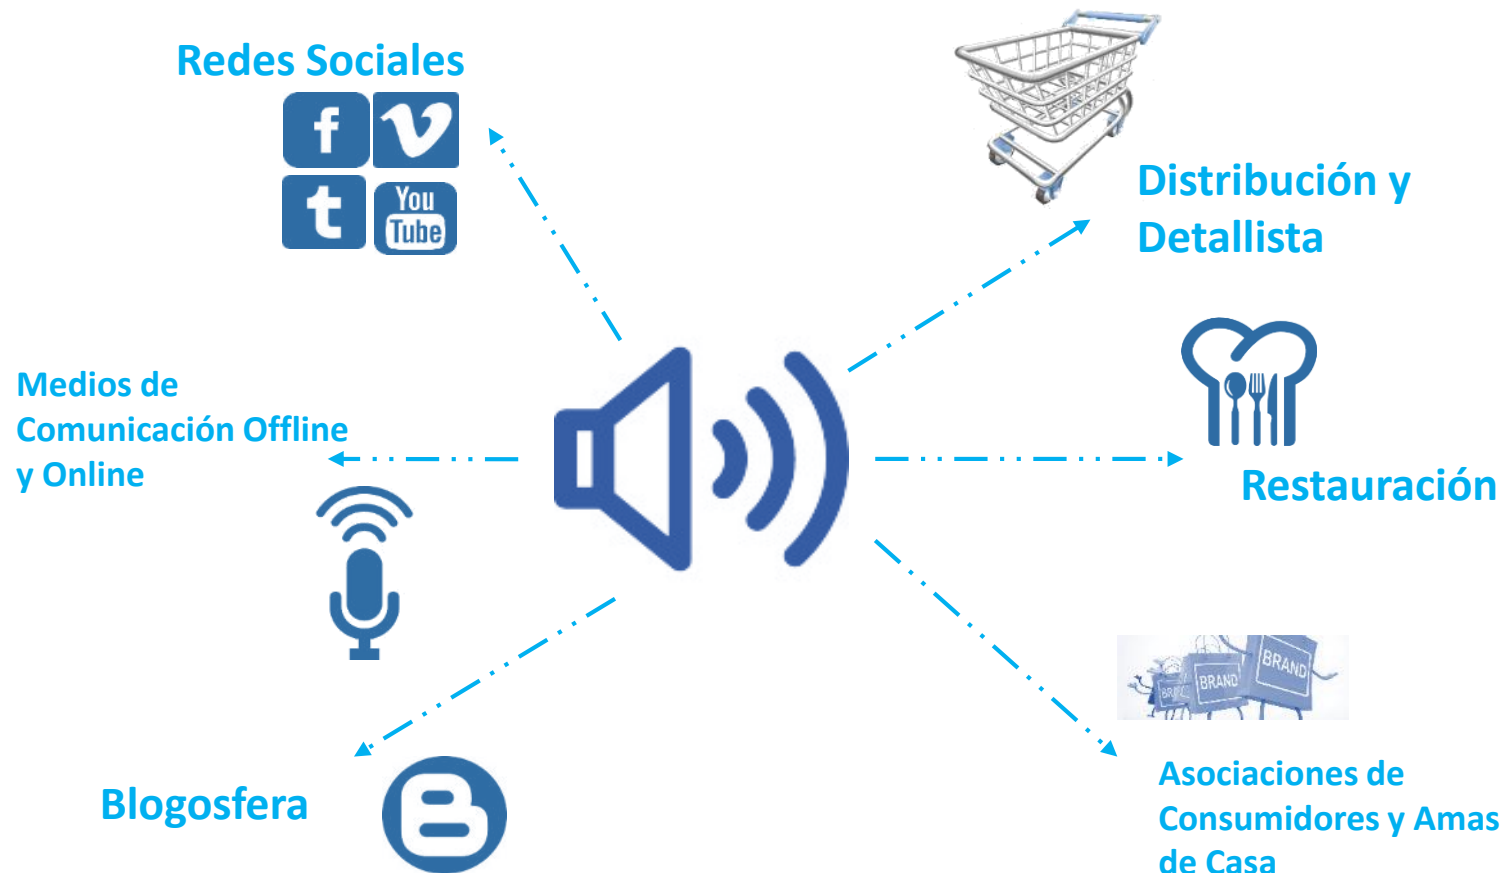 Redes Sociales
f
t
You
Tube
Distribución y
Detallista
Medios de
Comunicación Offline
y Online
Restauración
BRAND
BRAND
Blogosfera
B
Asociaciones de
Consumidores y Amas
de Casa